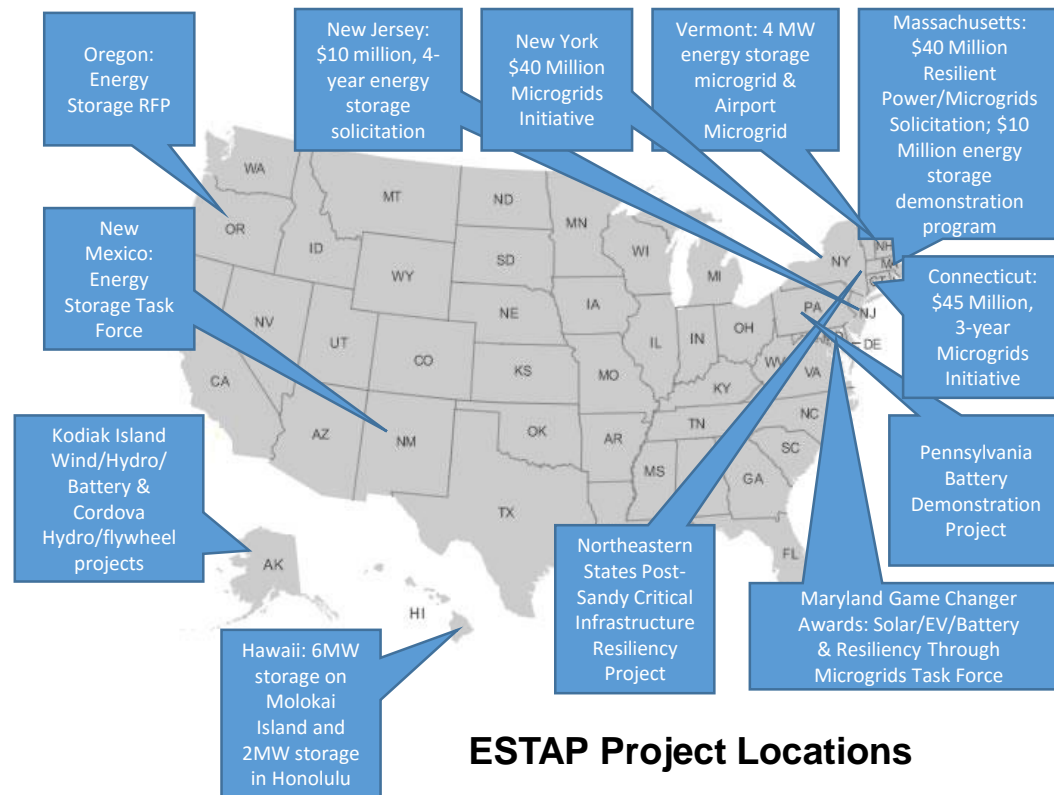 Oregon:
Energy
Storage RFP
New Jersey:
$10 million, 4-
year energy
storage
solicitation
New York
$40 Million
Microgrids
Initiative
Vermont: 4 MW
energy storage
microgrid &
Airport
Microgrid
Massachusetts:
$40 Million
Resilient
Power/Microgrids
Solicitation; $10
Million energy
storage
demonstration
program
New
Mexico:
Energy
Storage Task
Force
Connecticut:
$45 Million,
3-year
Microgrids
Initiative
Kodiak Island
Wind/Hydro/
Battery &
Cordova
Hydro/flywheel
projects
Pennsylvania
Battery
Demonstration
Project
Northeastern
States Post-
Sandy Critical
Infrastructure
Resiliency
Project
Maryland Game Changer
Awards: Solar/EV/Battery
& Resiliency Through
Microgrids Task Force
Hawaii: 6MW
storage on
Molokai
Island and
2MW storage
in Honolulu
WA
MT
ND
MN
OR
ID
WY
SD
WI
MI
NY
NH
MA
CT
NV
UT
CO
NE
IA
IL
IN
OH
PA
NJ
DE
CA
KS
MO
KY
WV
VA
AZ
NM
OK
AR
TN
NC
SC
MS
GA
TX
FL
AK
HI
ESTAP Project Locations